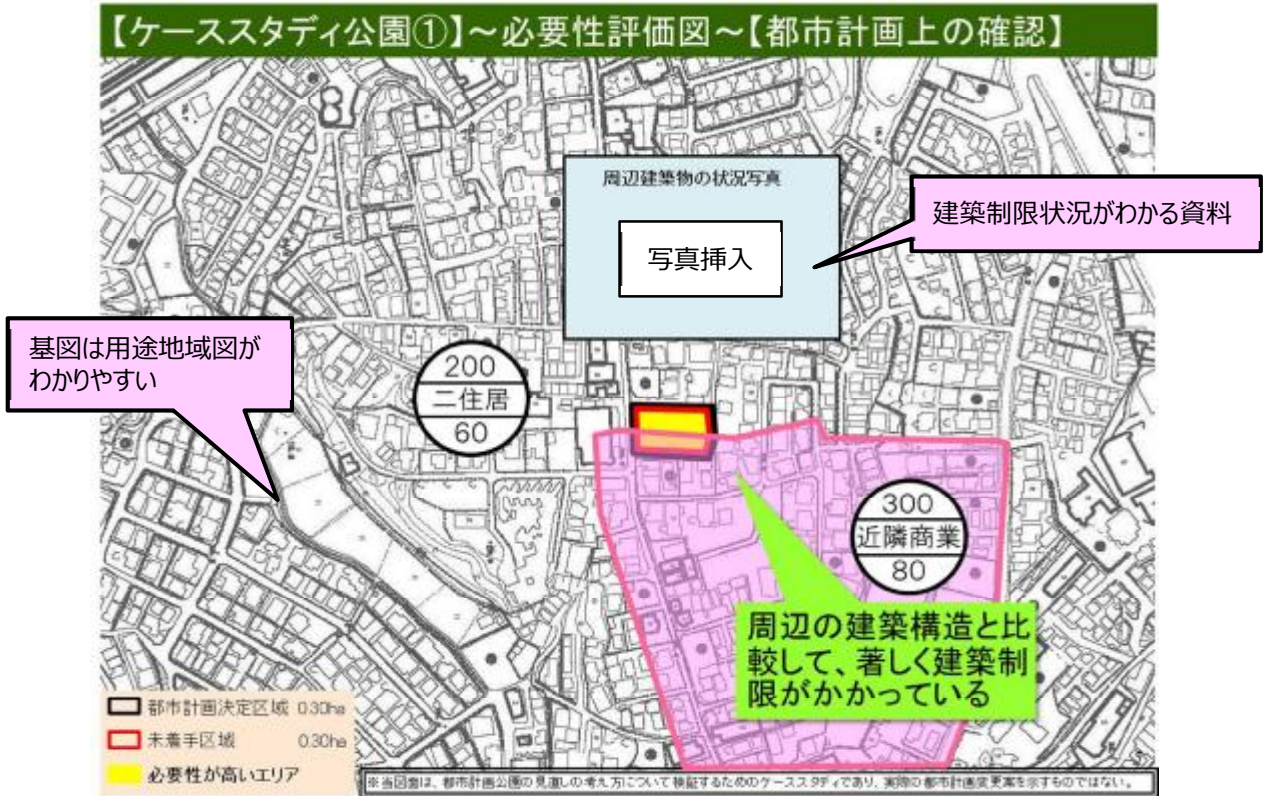 【ケーススタディ公園①】～必要性評価図～【都市計画上の確認】
周辺建築物の状況写真
写真挿入
建築制限状況がわかる資料
基図は用途地域図が
わかりやすい
200
二住居
60
300
近隣商業
80
周辺の建築構造と比
較して、著しく建築制
限がかかっている
都市計画決定区域 0.30ha
未着手区域 0.30ha
必要性が高いエリア
※当図面は、都市計画公園の見直しの考え方について検証するためのケーススタディであり、実際の都市計画変更案を示すものではない。